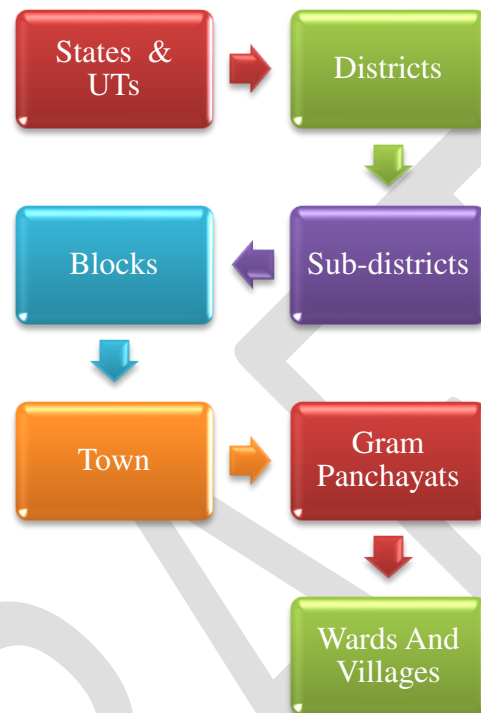 States &
UTs
Districts
Sub-districts
Blocks
Town
Gram
Panchayats
Wards And
Villages